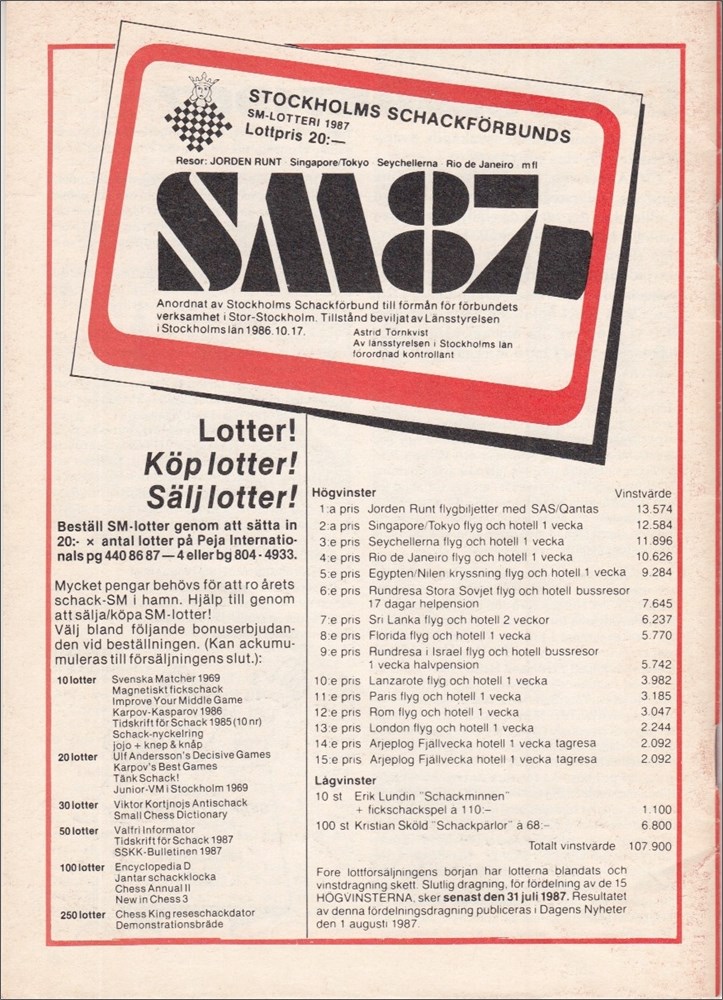 STOCKHOLMS SCHACKFÖRBUNDS
SM-LOTTERI 1987
Lottpris 20:—
Resor: JORDEN RUNT Singapore/Tokyo Seychellerna Rio de Janeiro m fl
SM87
Anordnat av Stockholms Schackförbund till förmån för förbundets
verksamhet i Stor-Stockholm. Tillstånd beviljat av Länsstyrelsen
i Stockholms län 1986.10.17.
Astrid Törnkvist
Av länsstyrelsen i Stockholms län
förordnad kontrollant
Lotter!
Köp lotter!
Sälj lotter!
Beställ SM-lotter genom att sätta in
20:- × antal lotter på Peja Internatio-
nals pg 440 86 87 — 4 eller bg 804-4933.
Mycket pengar behövs för att ro årets
schack-SM i hamn. Hjälp till genom
att sälja/köpa SM-lotter!
Välj bland följande bonuserbjudan-
den vid beställningen. (Kan ackumu-
muleras till försäljningens slut.):
10 lotter Svenska Matcher 1969
Magnetiskt fickschack
Improve Your Middle Game
Karpov-Kasparov 1986
Tidskrift för Schack 1985 (10 nr)
Schack-nyckelring
jojo + knep & knåp
20 lotter Ulf Andersson's Decisive Games
Karpov's Best Games
Tänk Schack!
Junior-VM i Stockholm 1969
30 lotter Viktor Kortjnojs Antischack
Small Chess Dictionary
50 lotter Valfri Informator
Tidskrift för Schack 1987
SSKK-Bulletinen 1987
100 lotter Encyclopedia D
Jantar schackklocka
Chess Annual II
New in Chess 3
250 lotter Chess King reseschackdator
Demonstrationsbräde
Högvinster Vinstvärde
1:a pris Jorden Runt flygbiljetter med SAS/Qantas 13.574
2:a pris Singapore/Tokyo flyg och hotell 1 vecka 12.584
3:e pris Seychellerna flyg och hotell 1 vecka 11.896
4:e pris Rio de Janeiro flyg och hotell 1 vecka 10.626
5:e pris Egypten/Nilen kryssning flyg och hotell 1 vecka 9.284
6:e pris Rundresa Stora Sovjet flyg och hotell bussresor
17 dagar helpension 7.645
7:e pris Sri Lanka flyg och hotell 2 veckor 6.237
8:e pris Florida flyg och hotell 1 vecka 5.770
9:e pris Rundresa i Israel flyg och hotell bussresor
1 vecka halvpension 5.742
10:e pris Lanzarote flyg och hotell 1 vecka 3.982
11:e pris Paris flyg och hotell 1 vecka 3.185
12:e pris Rom flyg och hotell 1 vecka 3.047
13:e pris London flyg och hotell 1 vecka 2.244
14:e pris Arjeplog Fjällvecka hotell 1 vecka tågresa 2.092
15:e pris Arjeplog Fjällvecka hotell 1 vecka tågresa 2.092
Lågvinster
10 st Erik Lundin "Schackminnen"
+ fickschackspel à 110:– 1.100
100 st Kristian Sköld "Schackpärlor" à 68:– 6.800
Totalt vinstvärde 107.900
Före lottförsäljningens början har lotterna blandats och
vinstdragning skett. Slutlig dragning, för fördelning av de 15
HÖGVINSTERNA, sker senast den 31 juli 1987. Resultatet
av denna fördelningsdragning publiceras i Dagens Nyheter
den 1 augusti 1987.